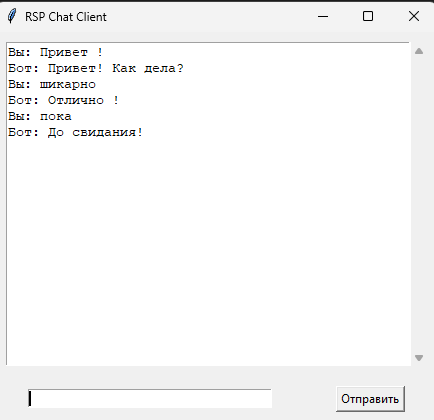 RSP Chat Client
Вы: Привет !
Бот: Привет! Как дела?
Вы: шикарно
Бот: Отлично !
Вы: пока
Бот: До свидания!
Отправить